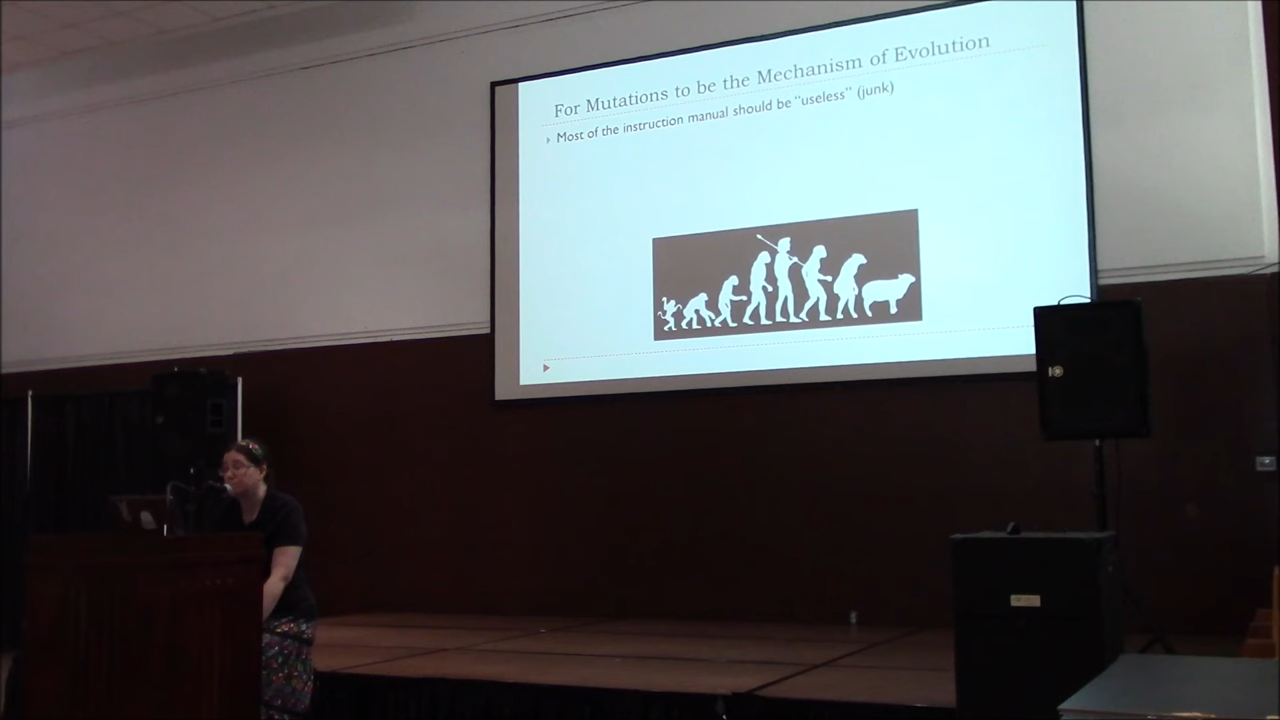 For Mutations to be the Mechanism of Evolution
Most of the instruction manual should be “useless” (junk)